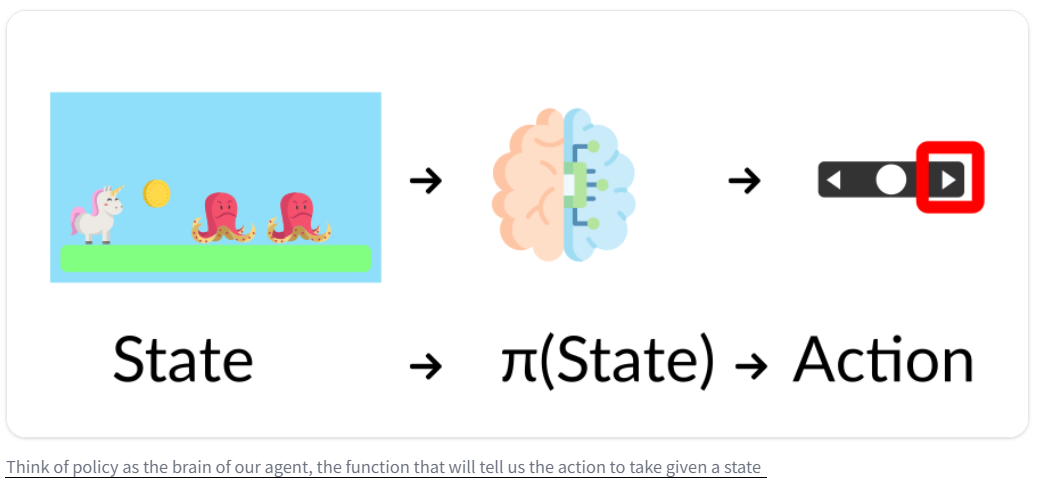 State → π(State) → Action
Think of policy as the brain of our agent, the function that will tell us the action to take given a state